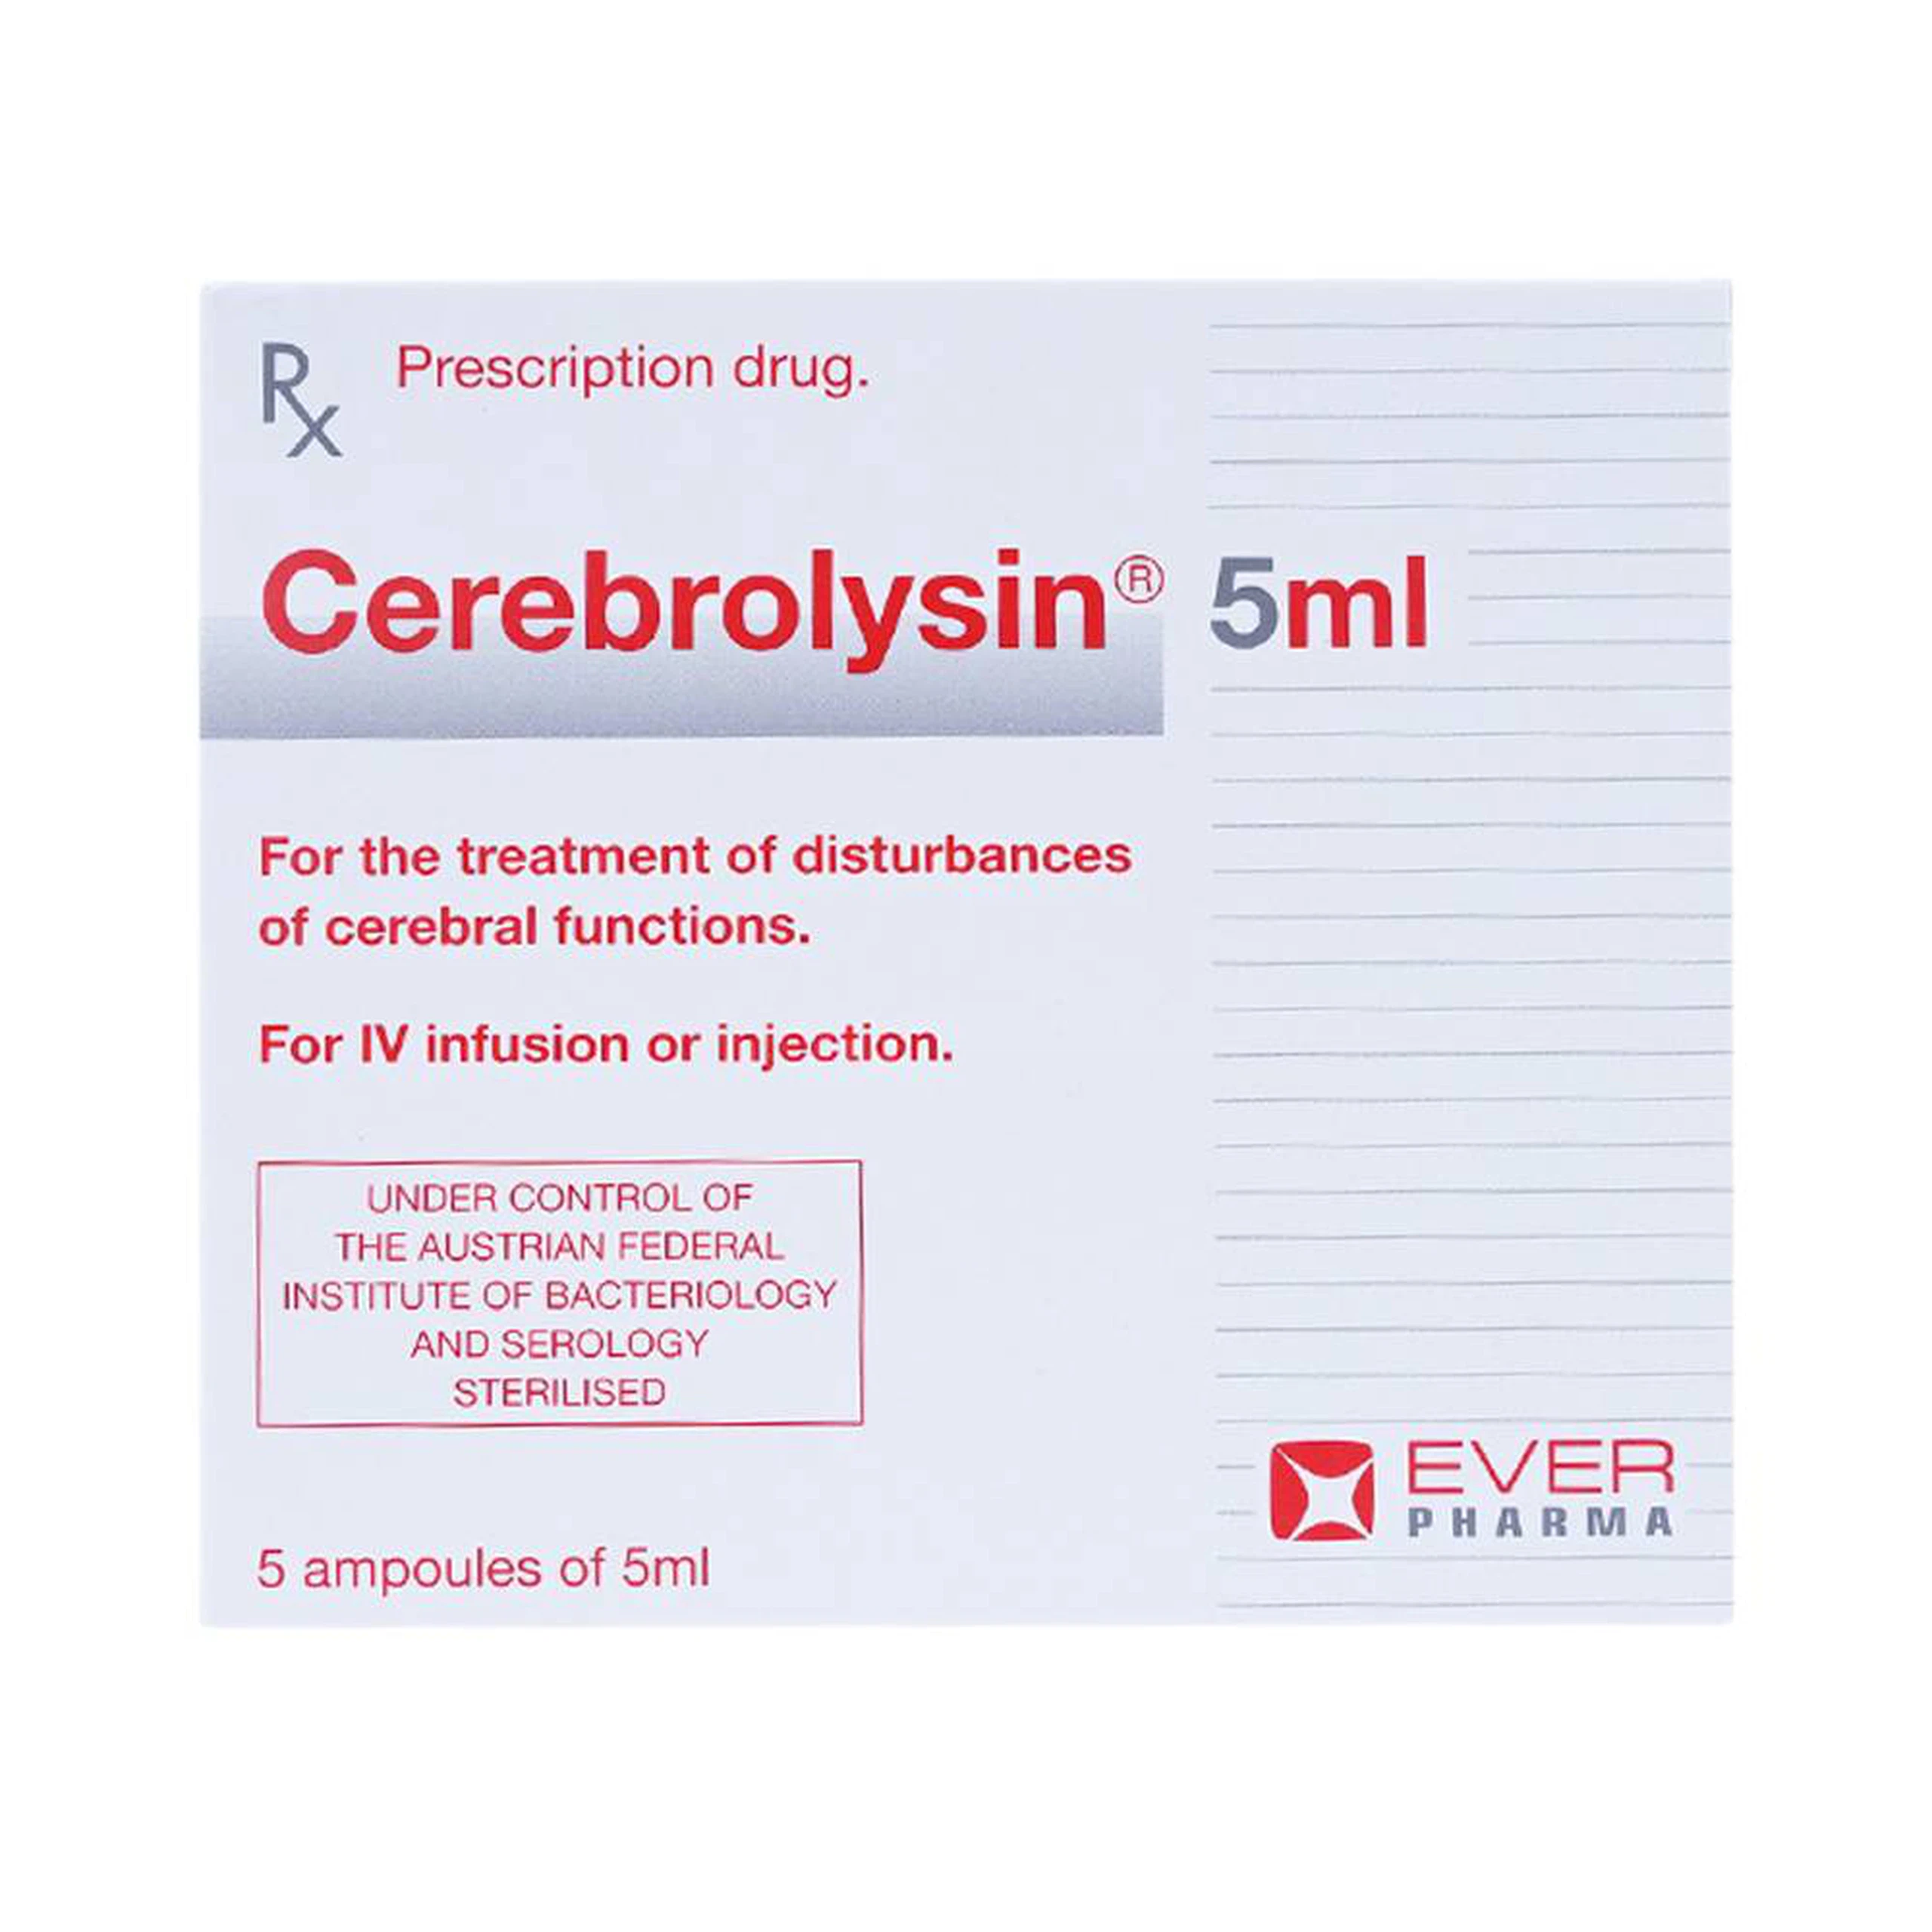 Rx Prescription drug.
Cerebrolysin® 5ml
For the treatment of disturbances
of cerebral functions.
For IV infusion or injection.
UNDER CONTROL OF
THE AUSTRIAN FEDERAL
INSTITUTE OF BACTERIOLOGY
AND SEROLOGY
STERILISED
EVER
PHARMA
5 ampoules of 5ml